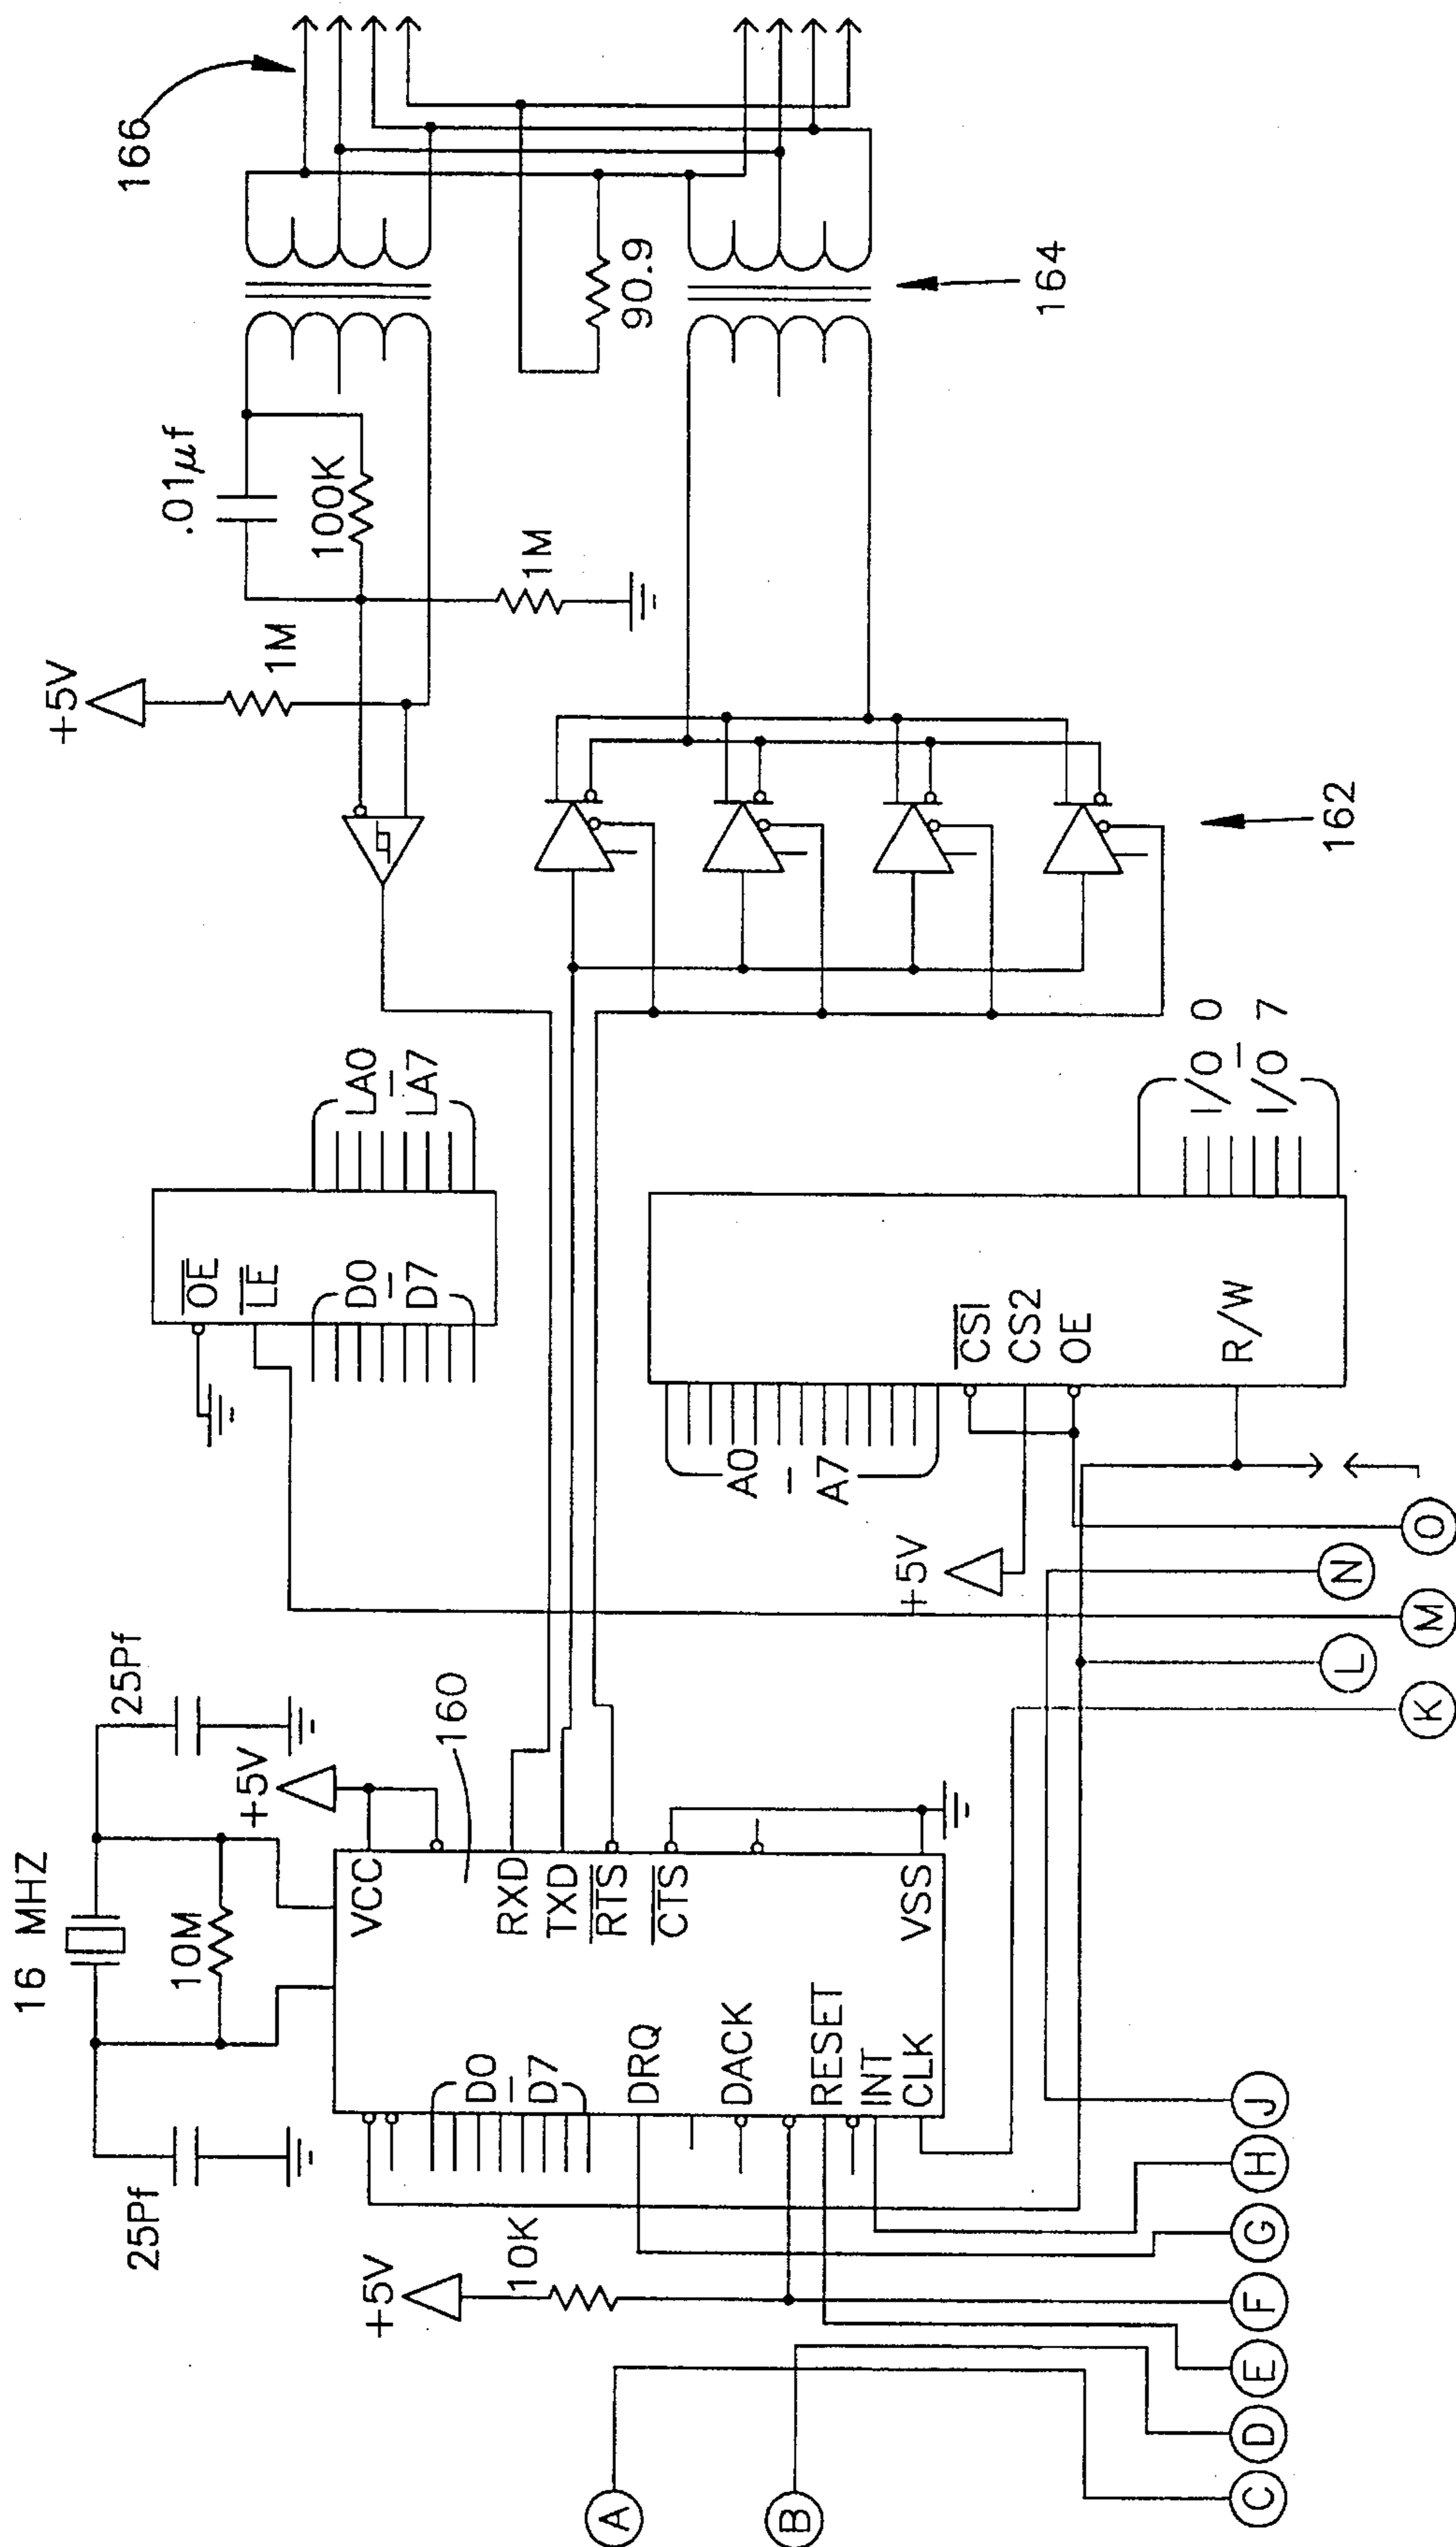 16 MHZ
25Pf
25Pf
10M
+5V
VCC
160
D0
D7
RXD
TXD
RTS
CTS
VSS
DRQ
DACK
RESET
INT
CLK
+5V
10K
A
B
C
D
E
F
G
H
J
K
L
M
N
O
OE
LE
D0
D7
LA0
LA7
A0
A7
+5V
CS1
CS2
OE
R/W
I/O 0
I/O 7
+5V
1M
.01µf
100K
1M
90.9
162
164
166